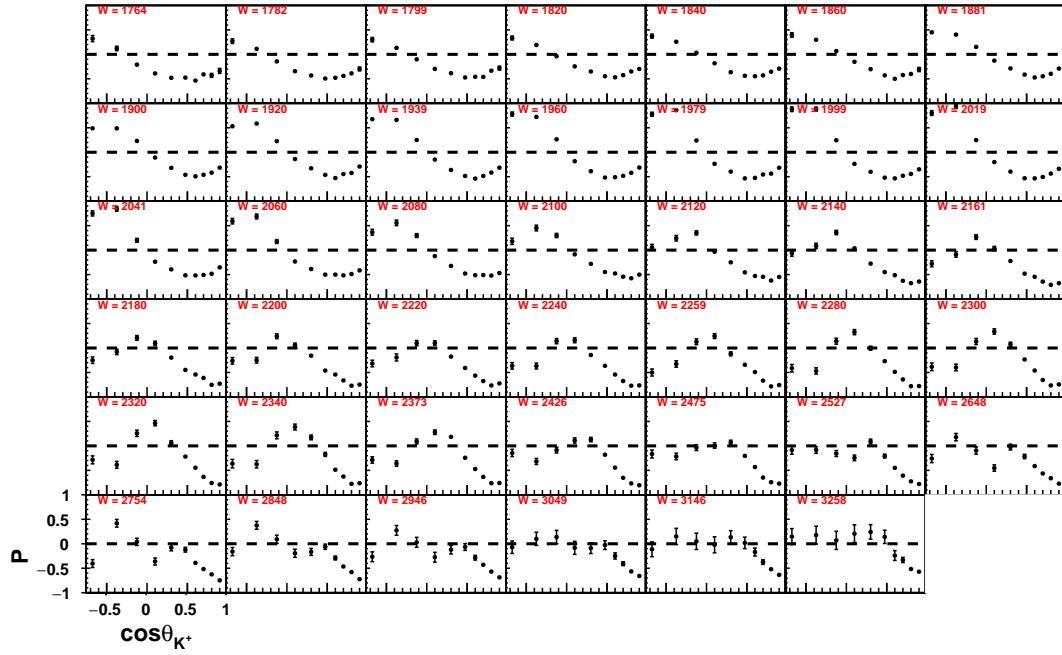 W = 1764 W = 1782 W = 1799 W = 1820 W = 1840 W = 1860 W = 1881
W = 1900 W = 1920 W = 1939 W = 1960 W = 1979 W = 1999 W = 2019
W = 2041 W = 2060 W = 2080 W = 2100 W = 2120 W = 2140 W = 2161
W = 2180 W = 2200 W = 2220 W = 2240 W = 2259 W = 2280 W = 2300
W = 2320 W = 2340 W = 2373 W = 2426 W = 2475 W = 2527 W = 2648
W = 2754 W = 2848 W = 2946 W = 3049 W = 3146 W = 3258
1
0.5
0
−0.5
−1
P
−0.5 0 0.5 1
cosθK+